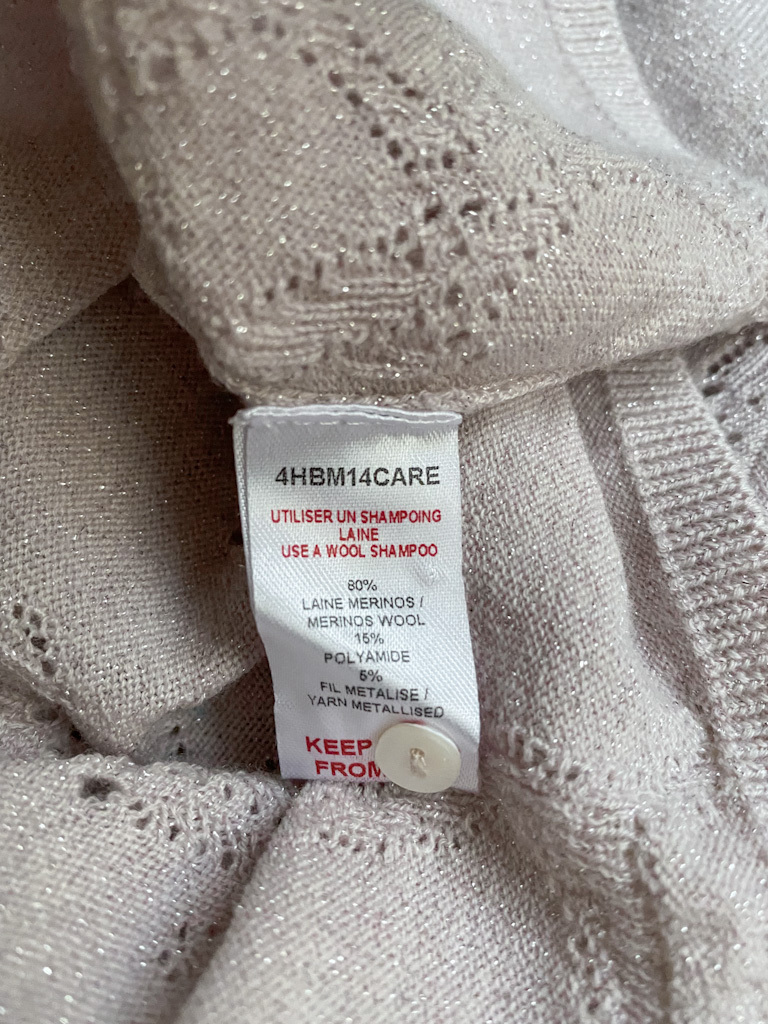 4HBM14CARE
UTILISER UN SHAMPOING
LAINE
USE A WOOL SHAMPOO
80%
LAINE MERINOS /
MERINOS WOOL
15%
POLYAMIDE
5%
FIL METALISE /
YARN METALLISED
KEEP
FROM